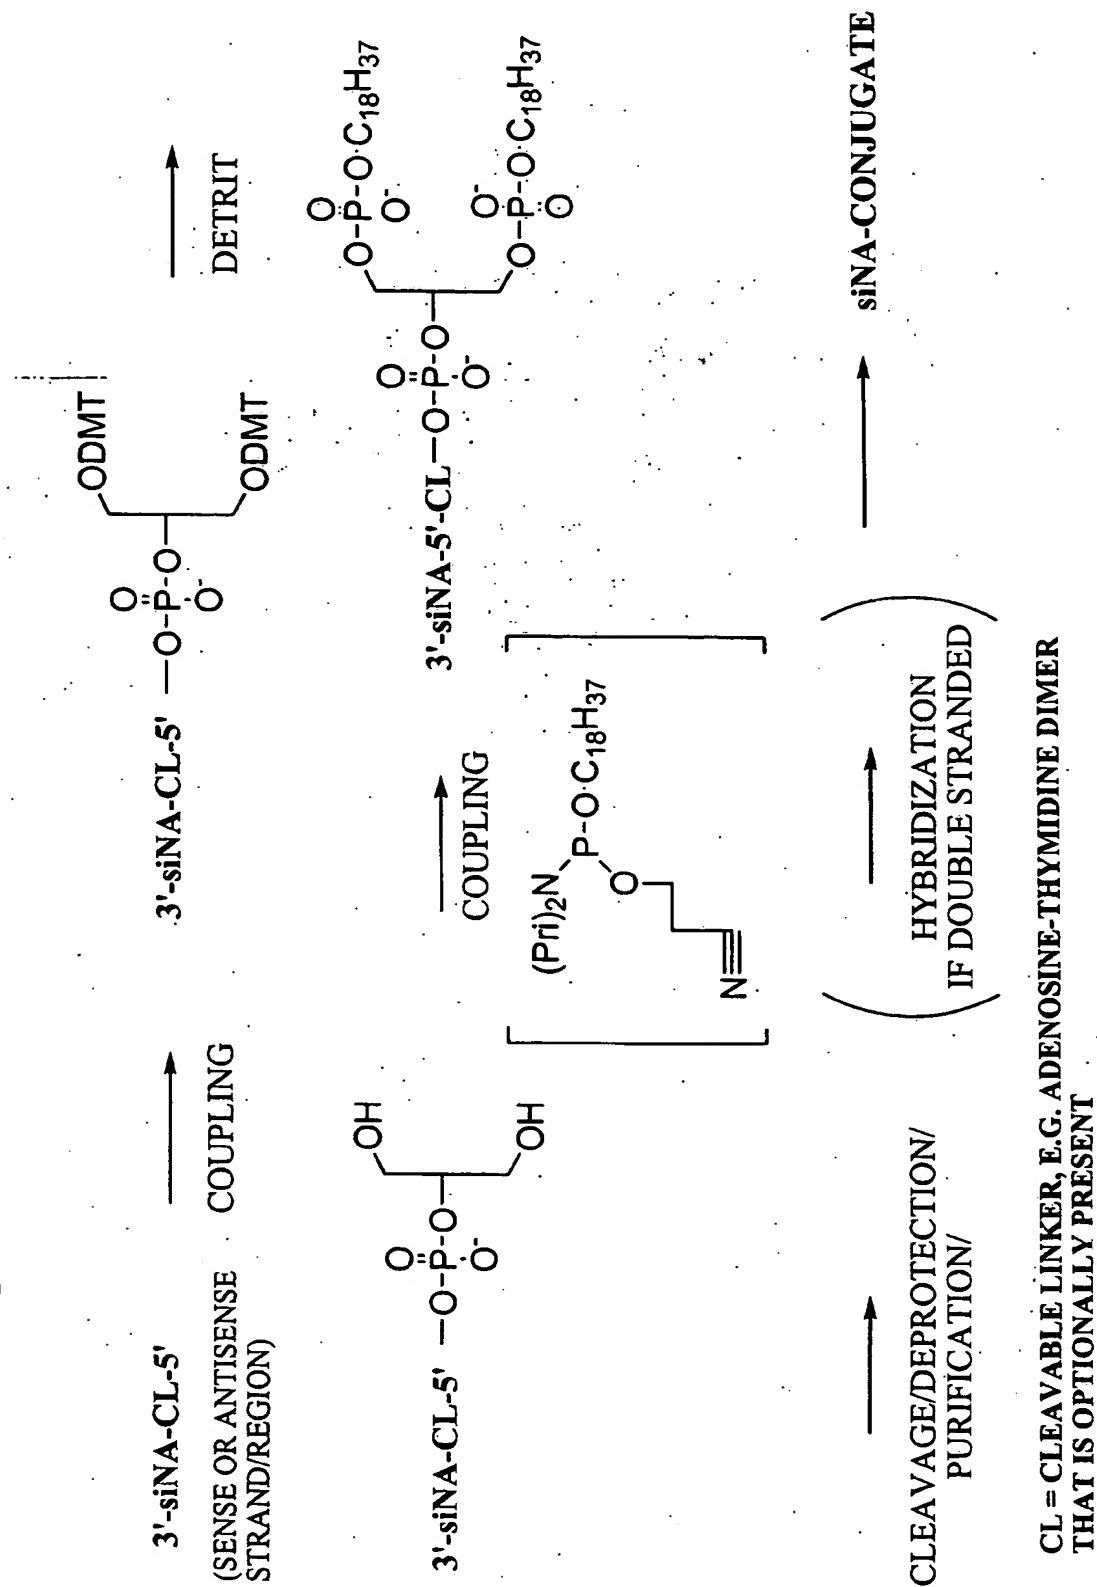 3'-siNA-CL-5'
(SENSE OR ANTISENSE
STRAND/REGION)
COUPLING
3'-siNA-CL-5'
—O-P-O
O
O-
ODMT
ODMT
DETRIT
3'-siNA-CL-5'
—O-P-O
O
O-
OH
OH
COUPLING
(Pri)2N
P-O·C18H37
O
N
3'-siNA-5'-CL
—O-P-O
O
O-
O-P-O·C18H37
O
O-
O-P-O·C18H37
O-
O
CLEAVAGE/DEPROTECTION/
PURIFICATION/
HYBRIDIZATION
IF DOUBLE STRANDED
siNA-CONJUGATE
CL = CLEAVABLE LINKER, E.G. ADENOSINE-THYMIDINE DIMER
THAT IS OPTIONALLY PRESENT